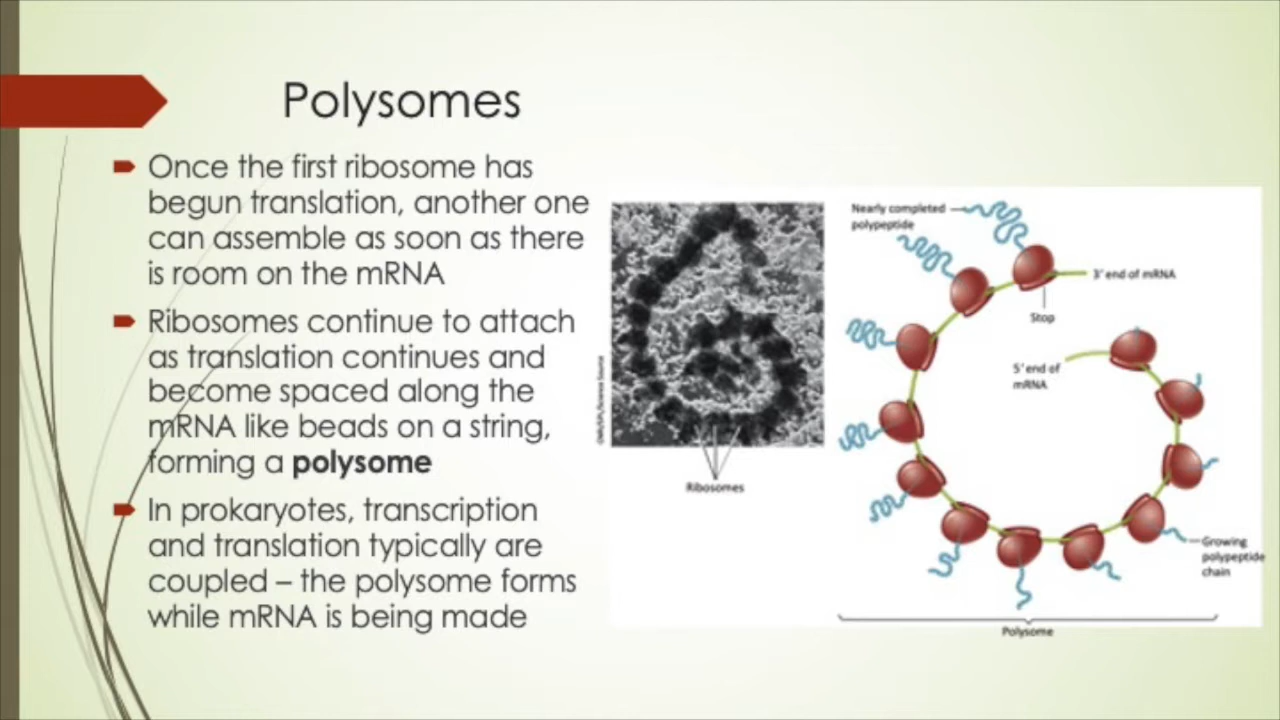 Polysomes
Once the first ribosome has
begun translation, another one
can assemble as soon as there
is room on the mRNA
Ribosomes continue to attach
as translation continues and
become spaced along the
mRNA like beads on a string,
forming a polysome
In prokaryotes, transcription
and translation typically are
coupled – the polysome forms
while mRNA is being made
Ribosomes
Nearly completed
polypeptide
3' end of mRNA
Stop
5' end of
mRNA
Growing
polypeptide
chain
Polysome